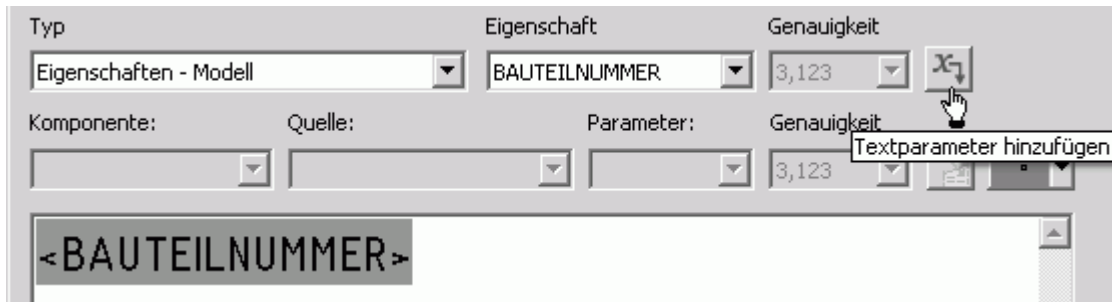 Typ Eigenschaft Genauigkeit
Eigenschaften - Modell BAUTEILNUMMER 3,123
Komponente: Quelle: Parameter: Genauigkeit
Textparameter hinzufügen
3,123
<BAUTEILNUMMER>